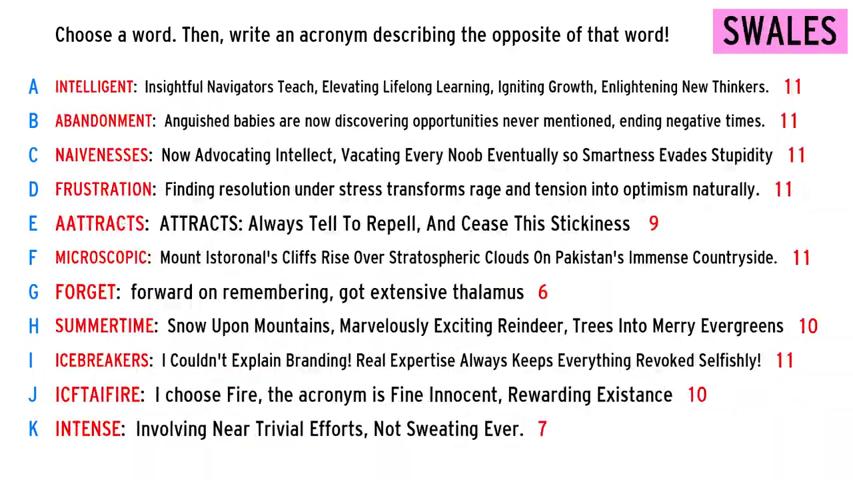 Choose a word. Then, write an acronym describing the opposite of that word!
SWALES
A INTELLIGENT: Insightful Navigators Teach, Elevating Lifelong Learning, Igniting Growth, Enlightening New Thinkers. 11
B ABANDONMENT: Anguished babies are now discovering opportunities never mentioned, ending negative times. 11
C NAIVENESSES: Now Advocating Intellect, Vacating Every Noob Eventually so Smartness Evades Stupidity 11
D FRUSTRATION: Finding resolution under stress transforms rage and tension into optimism naturally. 11
E AATTRACTS: ATTRACTS: Always Tell To Repell, And Cease This Stickiness 9
F MICROSCOPIC: Mount Istoronal's Cliffs Rise Over Stratospheric Clouds On Pakistan's Immense Countryside. 11
G FORGET: forward on remembering, got extensive thalamus 6
H SUMMERTIME: Snow Upon Mountains, Marvelously Exciting Reindeer, Trees Into Merry Evergreens 10
I ICEBREAKERS: I Couldn't Explain Branding! Real Expertise Always Keeps Everything Revoked Selfishly! 11
J ICFTAIFIRE: I choose Fire, the acronym is Fine Innocent, Rewarding Existance 10
K INTENSE: Involving Near Trivial Efforts, Not Sweating Ever. 7